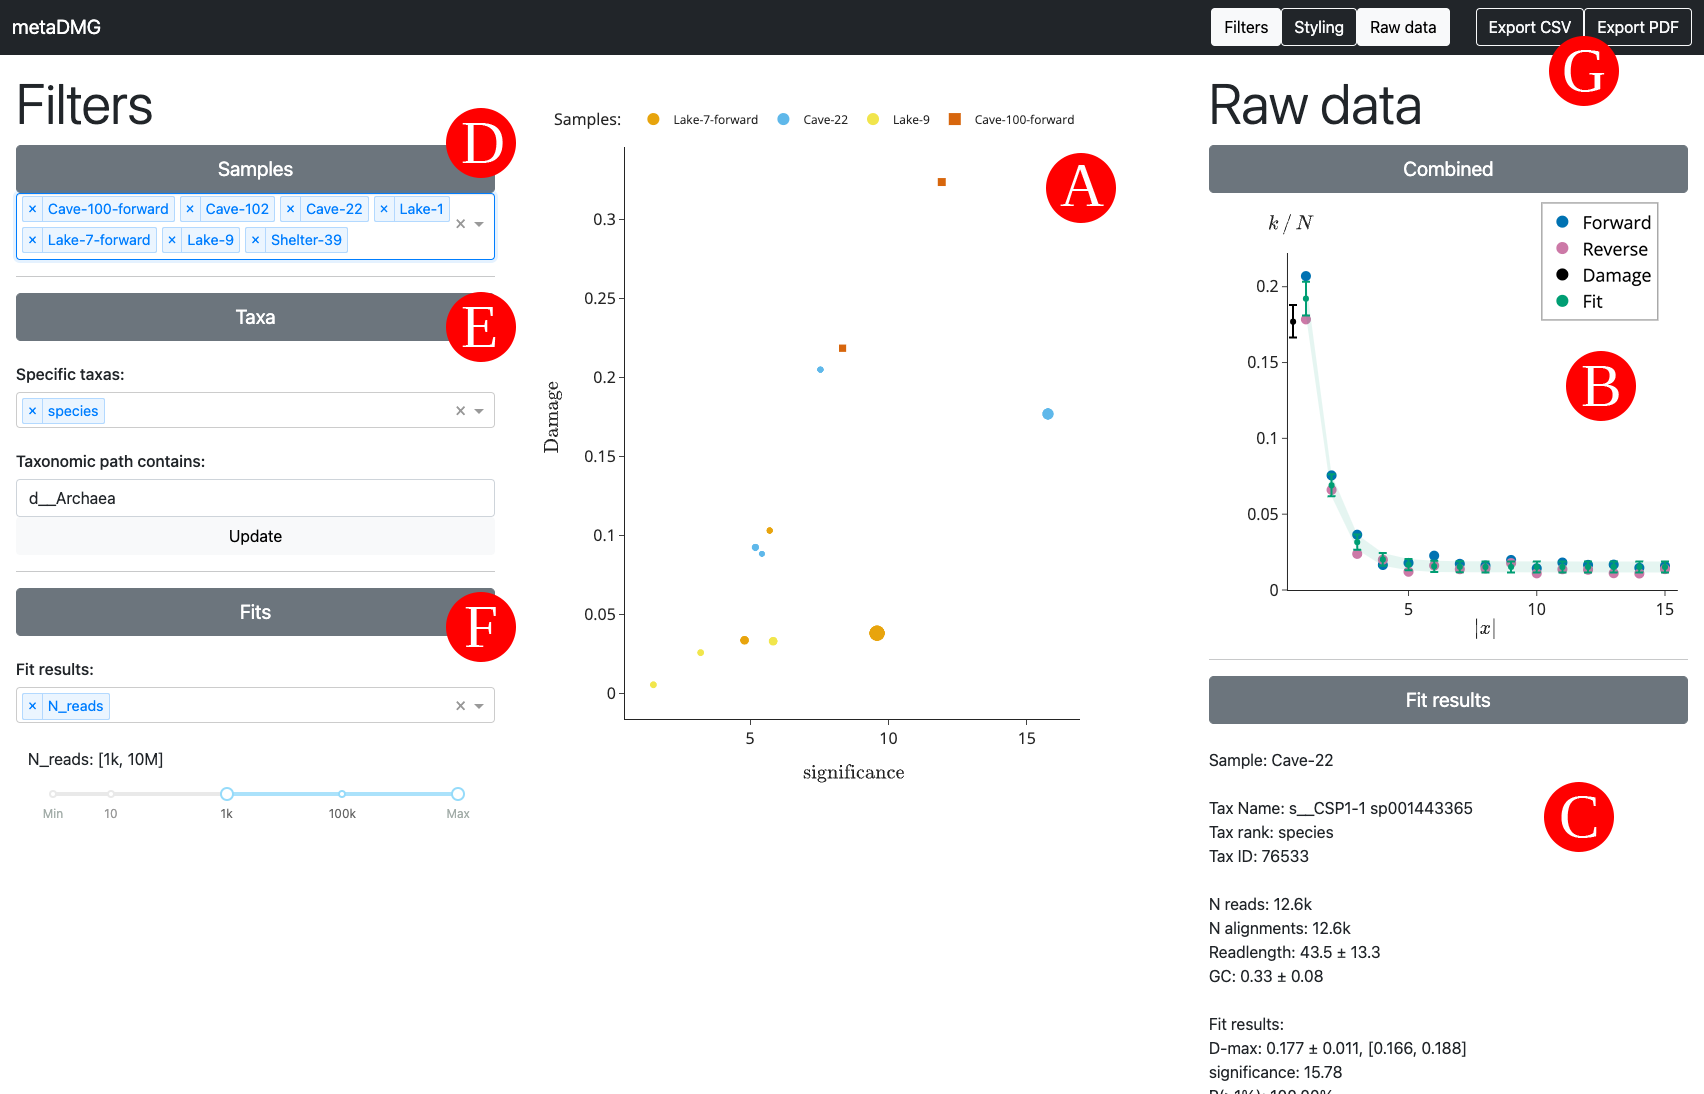 metaDMG
Filters Styling Raw data Export CSV Export PDF
G
Filters
D
Samples
× Cave-100-forward × Cave-102 × Cave-22 × Lake-1
× Lake-7-forward × Lake-9 × Shelter-39
E
Taxa
Specific taxas:
× species
Taxonomic path contains:
d__Archaea
Update
F
Fits
Fit results:
× N_reads
N_reads: [1k, 10M]
Min 10 1k 100k Max
Samples: Lake-7-forward Cave-22 Lake-9 Cave-100-forward
A
0.3
0.25
0.2
0.15
0.1
0.05
0
Damage
5 10 15
significance
Raw data
Combined
k / N
Forward
Reverse
Damage
Fit
B
0.2
0.15
0.1
0.05
0
5 10 15
|x|
Fit results
C
Sample: Cave-22
Tax Name: s__CSP1-1 sp001443365
Tax rank: species
Tax ID: 76533
N reads: 12.6k
N alignments: 12.6k
Readlength: 43.5 ± 13.3
GC: 0.33 ± 0.08
Fit results:
D-max: 0.177 ± 0.011, [0.166, 0.188]
significance: 15.78